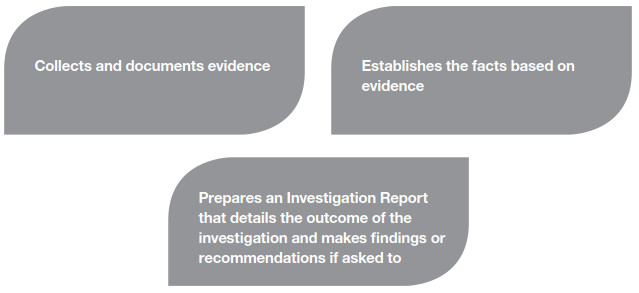 Collects and documents evidence
Establishes the facts based on
evidence
Prepares an Investigation Report
that details the outcome of the
investigation and makes findings or
recommendations if asked to